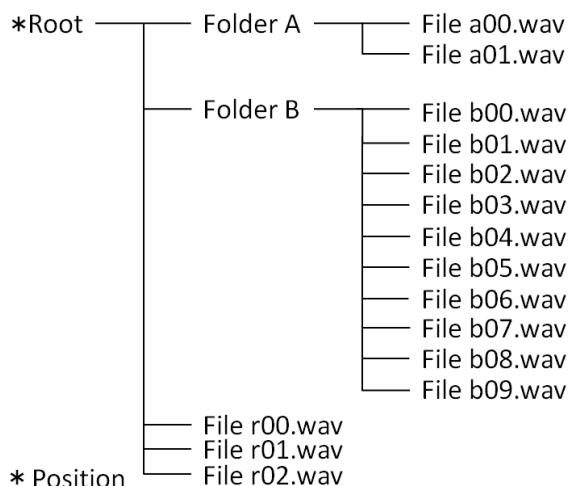 *Root Folder A File a00.wav
File a01.wav
Folder B File b00.wav
File b01.wav
File b02.wav
File b03.wav
File b04.wav
File b05.wav
File b06.wav
File b07.wav
File b08.wav
File b09.wav
File r00.wav
File r01.wav
* Position File r02.wav